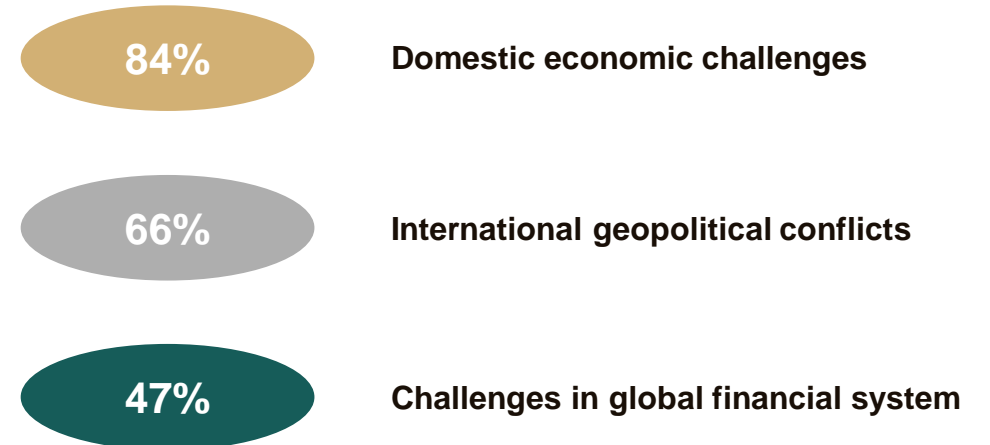 84% Domestic economic challenges
66% International geopolitical conflicts
47% Challenges in global financial system